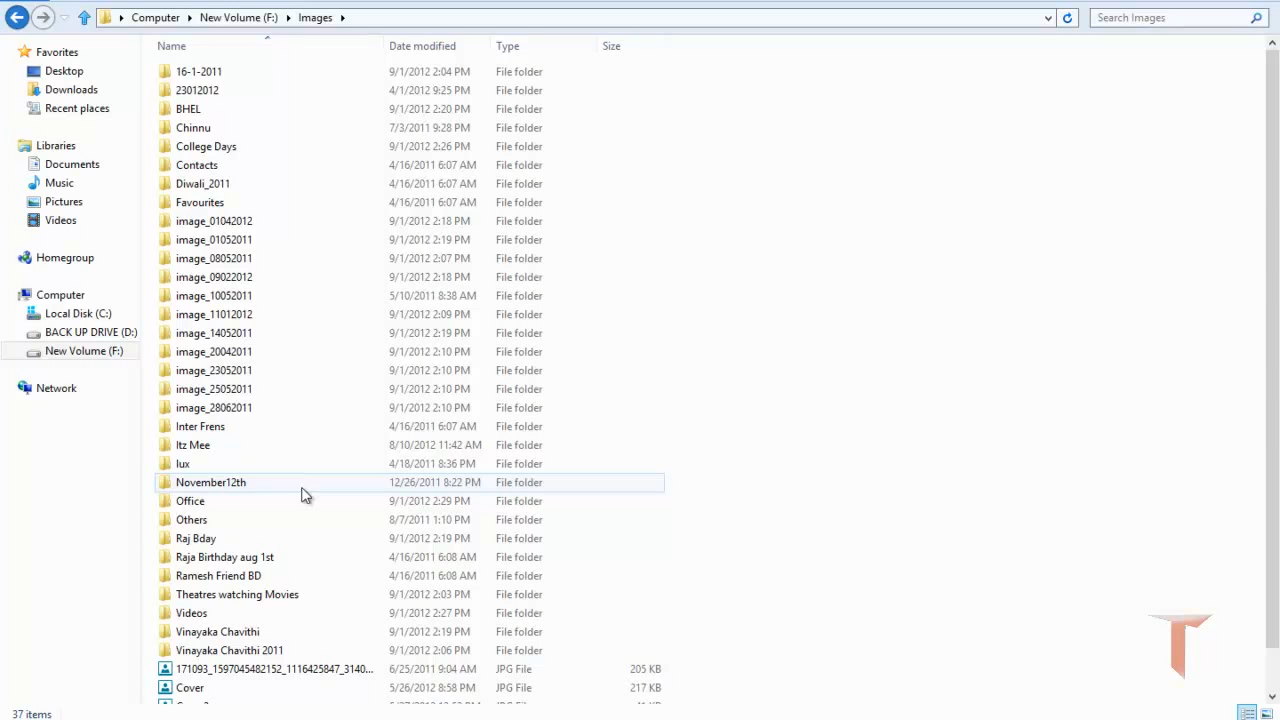 Computer New Volume (F:) Images Search Images
Name Date modified Type Size
Favorites
Desktop
Downloads
Recent places
Libraries
Documents
Music
Pictures
Videos
Homegroup
Computer
Local Disk (C:)
BACK UP DRIVE (D:)
New Volume (F:)
Network
16-1-2011 9/1/2012 2:04 PM File folder
23012012 4/1/2012 9:25 PM File folder
BHEL 9/1/2012 2:20 PM File folder
Chinnu 7/3/2011 9:28 PM File folder
College Days 9/1/2012 2:26 PM File folder
Contacts 4/16/2011 6:07 AM File folder
Diwali_2011 4/16/2011 6:07 AM File folder
Favourites 4/16/2011 6:07 AM File folder
image_01042012 9/1/2012 2:18 PM File folder
image_01052011 9/1/2012 2:19 PM File folder
image_08052011 9/1/2012 2:07 PM File folder
image_09022012 9/1/2012 2:18 PM File folder
image_10052011 5/10/2011 8:38 AM File folder
image_11012012 9/1/2012 2:09 PM File folder
image_14052011 9/1/2012 2:19 PM File folder
image_20042011 9/1/2012 2:10 PM File folder
image_23052011 9/1/2012 2:10 PM File folder
image_25052011 9/1/2012 2:10 PM File folder
image_28062011 9/1/2012 2:10 PM File folder
Inter Frens 4/16/2011 6:07 AM File folder
Itz Mee 8/10/2012 11:42 AM File folder
lux 4/18/2011 8:36 PM File folder
November12th 12/26/2011 8:22 PM File folder
Office 9/1/2012 2:29 PM File folder
Others 8/7/2011 1:10 PM File folder
Raj Bday 9/1/2012 2:19 PM File folder
Raja Birthday aug 1st 4/16/2011 6:08 AM File folder
Ramesh Friend BD 4/16/2011 6:08 AM File folder
Theatres watching Movies 9/1/2012 2:03 PM File folder
Videos 9/1/2012 2:27 PM File folder
Vinayaka Chavithi 9/1/2012 2:19 PM File folder
Vinayaka Chavithi 2011 9/1/2012 2:06 PM File folder
171093_1597045482152_1116425847_3140... 6/25/2011 9:04 AM JPG File 205 KB
Cover 5/26/2012 8:58 PM JPG File 217 KB
37 items